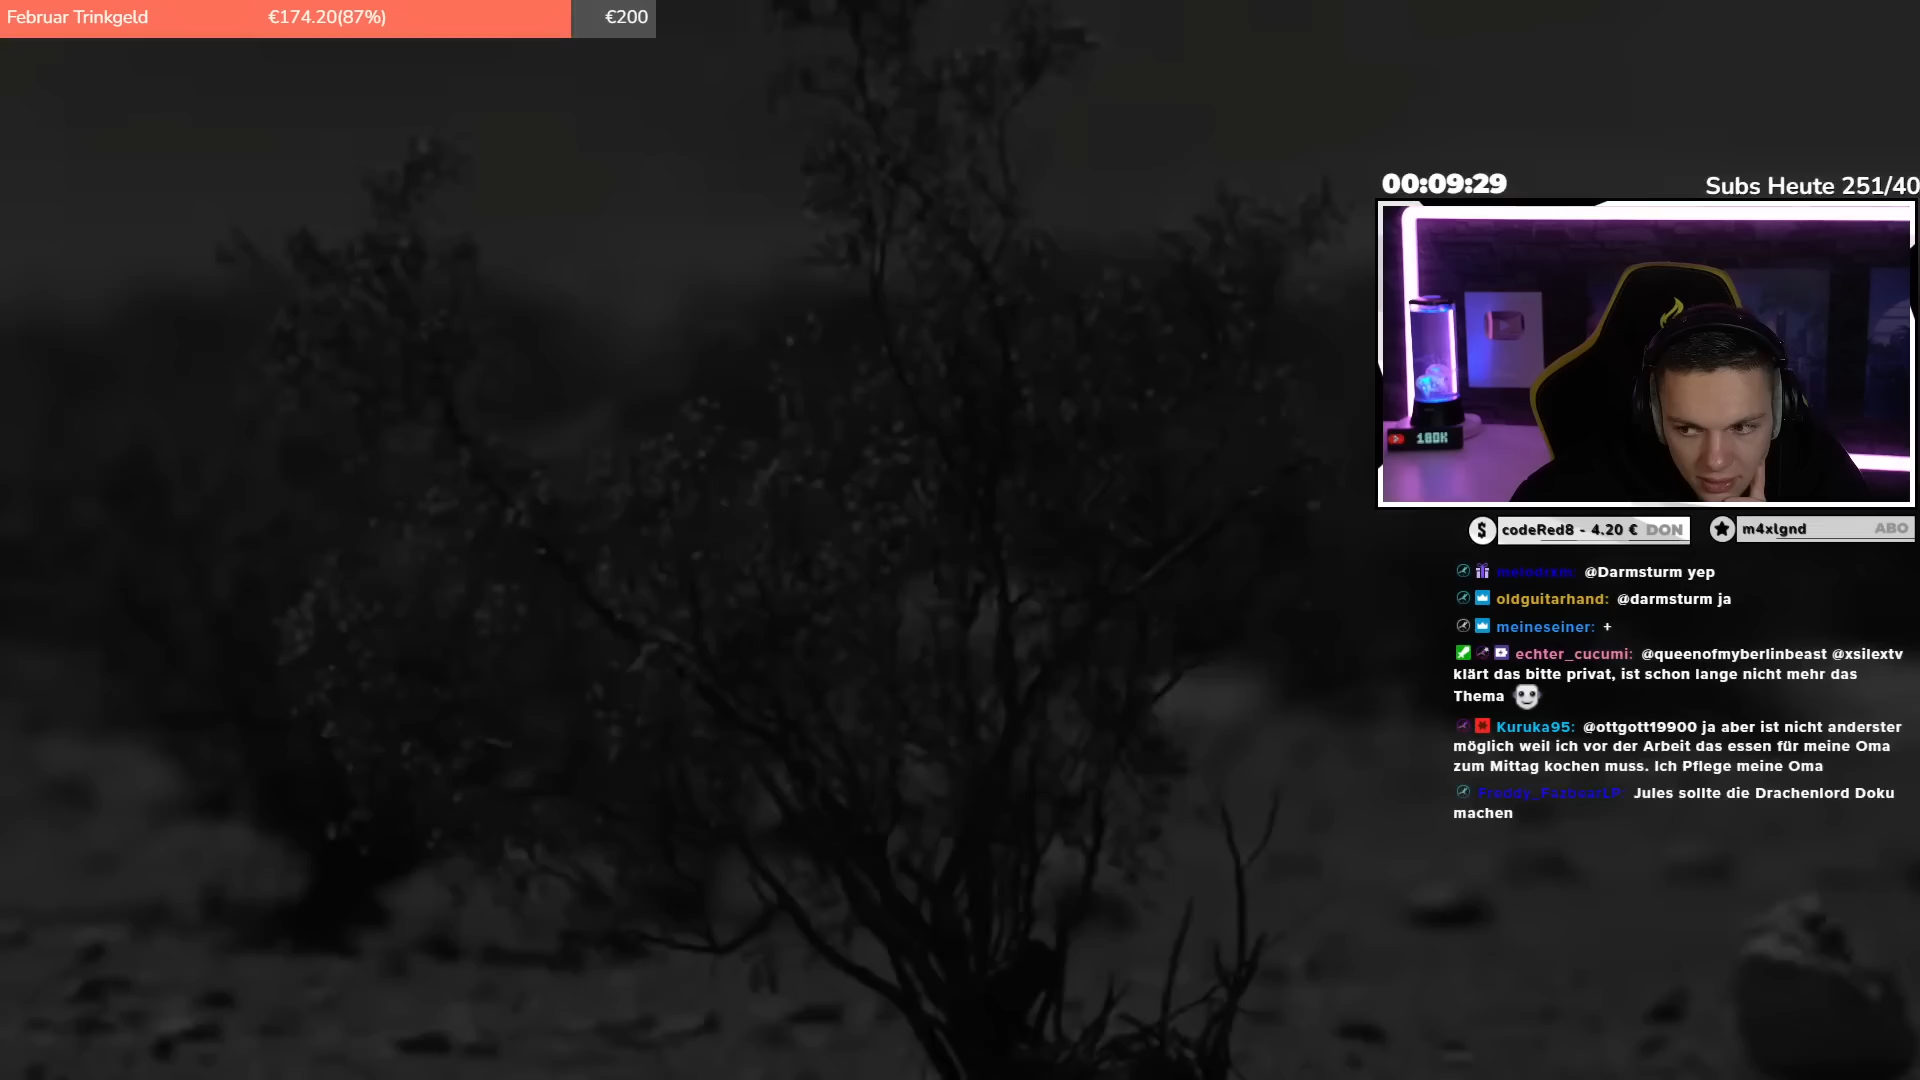 Februar Trinkgeld €174.20(87%) €200
00:09:29
Subs Heute 251/40
180K
codeRed8 - 4.20 € DON
m4xlgnd ABO
@Darmsturm yep
oldguitarhand: @darmsturm ja
meineseiner: +
echter_cucumi: @queenofmyberlinbeast @xsilextv
klärt das bitte privat, ist schon lange nicht mehr das
Thema
Kuruka95: @ottgott19900 ja aber ist nicht anderster
möglich weil ich vor der Arbeit das essen für meine Oma
zum Mittag kochen muss. Ich Pflege meine Oma
Freddy_FazbearLP: Jules sollte die Drachenlord Doku
machen